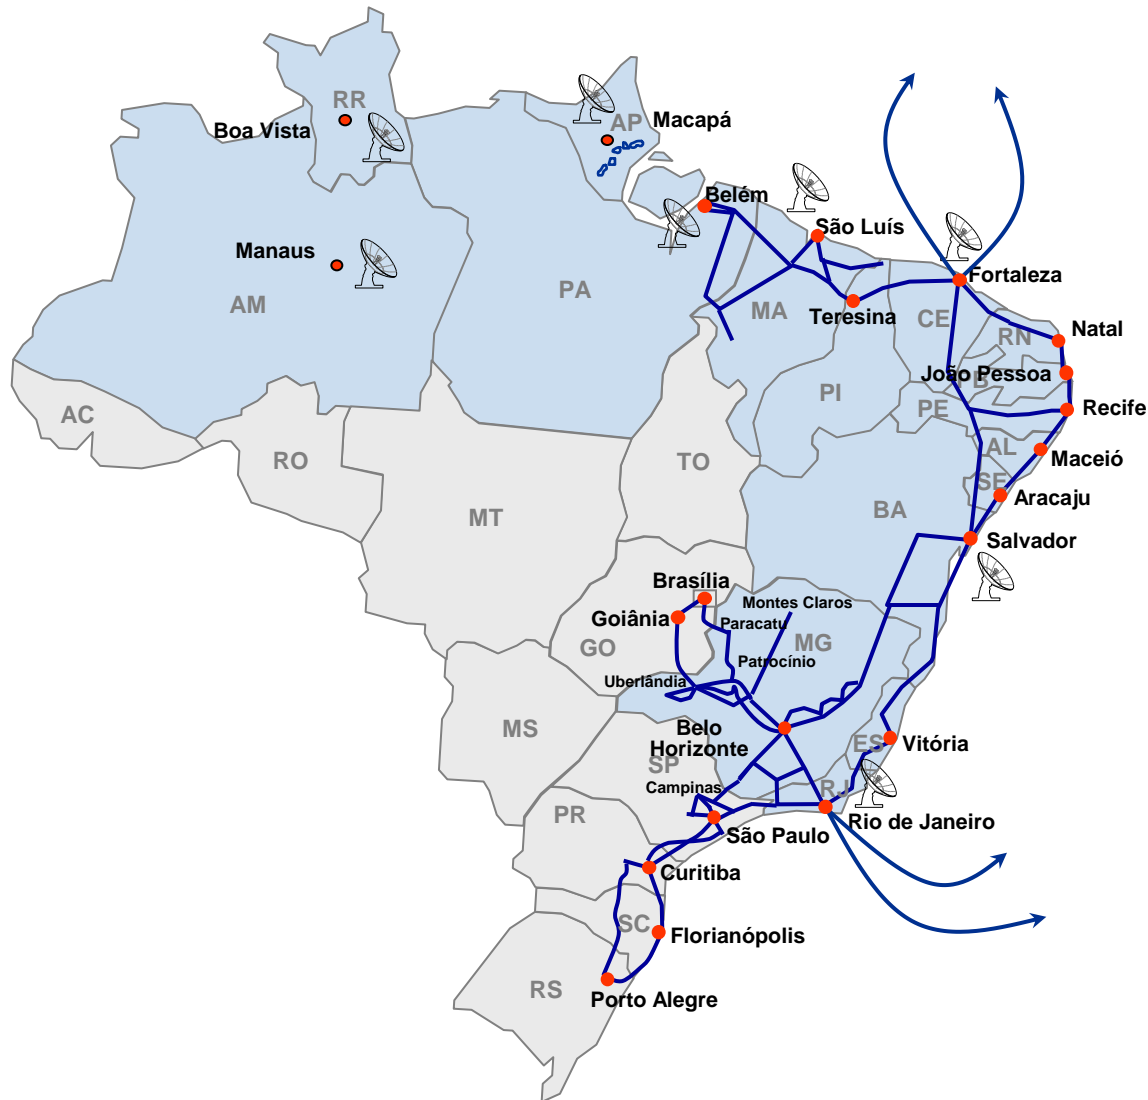 RR
Boa Vista
AP
Macapá
Belém
São Luís
Manaus
Fortaleza
AM
PA
MA
Teresina
CE
RN
Natal
PB
João Pessoa
PI
PE
Recife
AC
RO
TO
AL
Maceió
SE
Aracaju
MT
BA
Salvador
Brasília
Montes Claros
Goiânia
Paracatu
GO
MG
Patrocínio
Uberlândia
MS
Belo
Horizonte
ES
Vitória
SP
Campinas
RJ
PR
São Paulo
Rio de Janeiro
Curitiba
SC
Florianópolis
RS
Porto Alegre